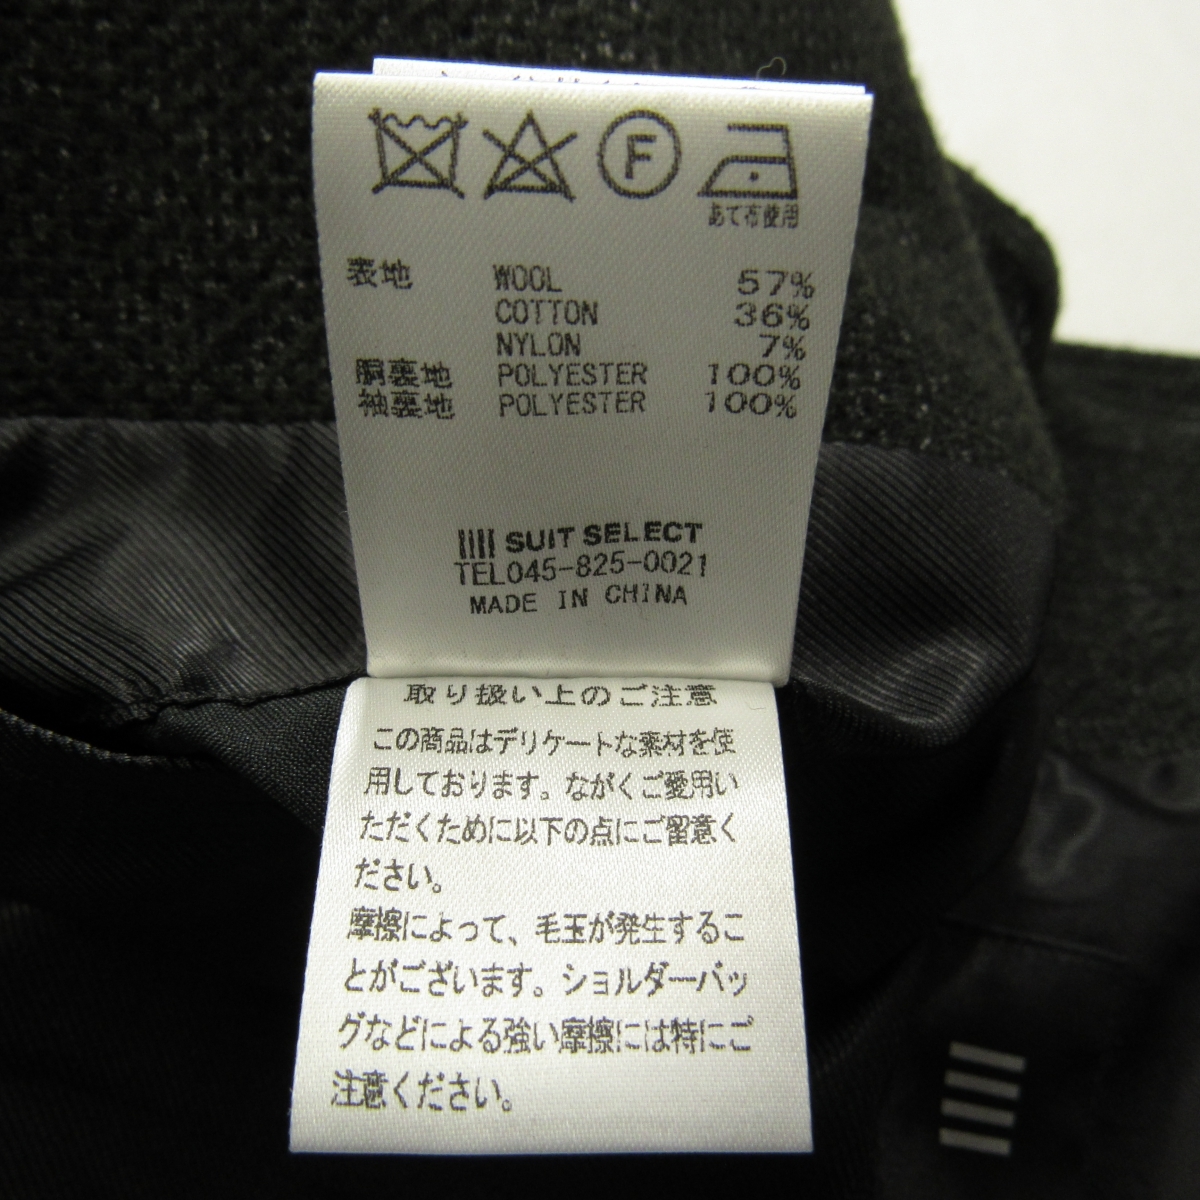 F
あて布使用
表地 WOOL 57%
COTTON 36%
NYLON 7%
胴裏地 POLYESTER 100%
袖裏地 POLYESTER 100%
SUIT SELECT
TEL045-825-0021
MADE IN CHINA
取り扱い上のご注意
この商品はデリケートな素材を使
用しております。ながくご愛用い
ただくために以下の点にご留意く
ださい。
摩擦によって、毛玉が発生するこ
とがございます。ショルダーバッ
グなどによる強い摩擦には特にご
注意ください。